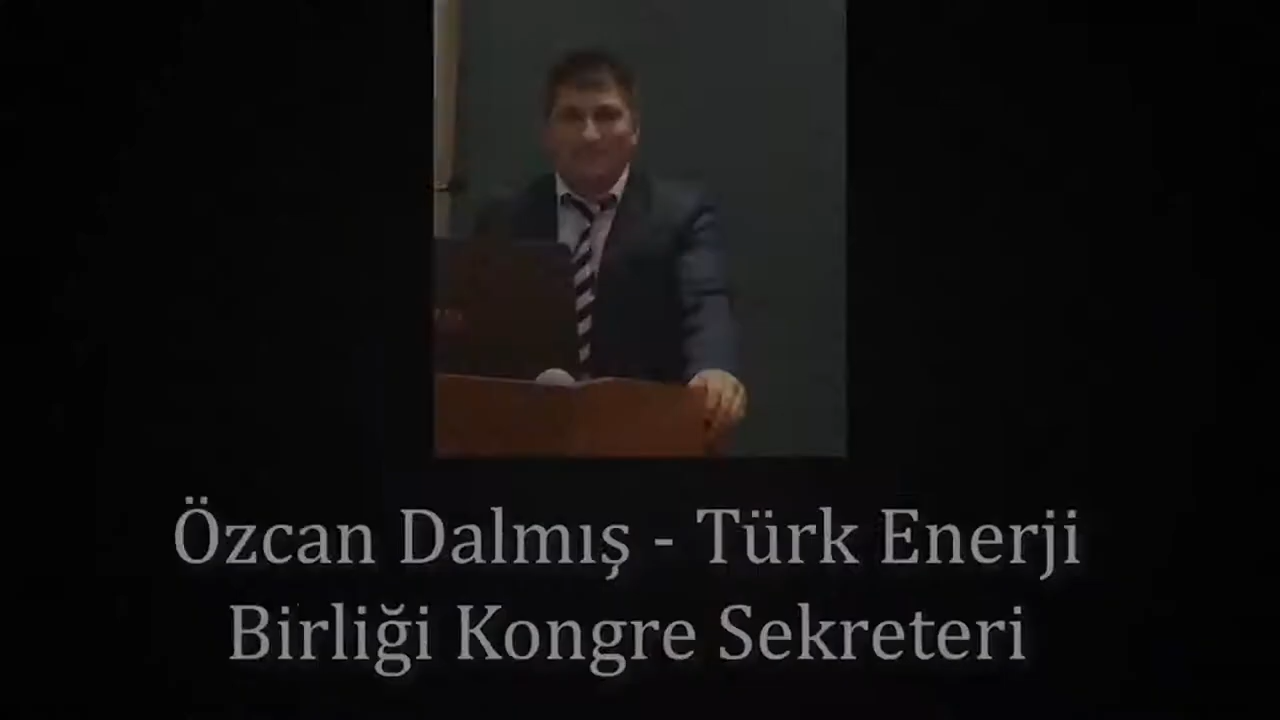 Özcan Dalmış - Türk Enerji
Birliği Kongre Sekreteri